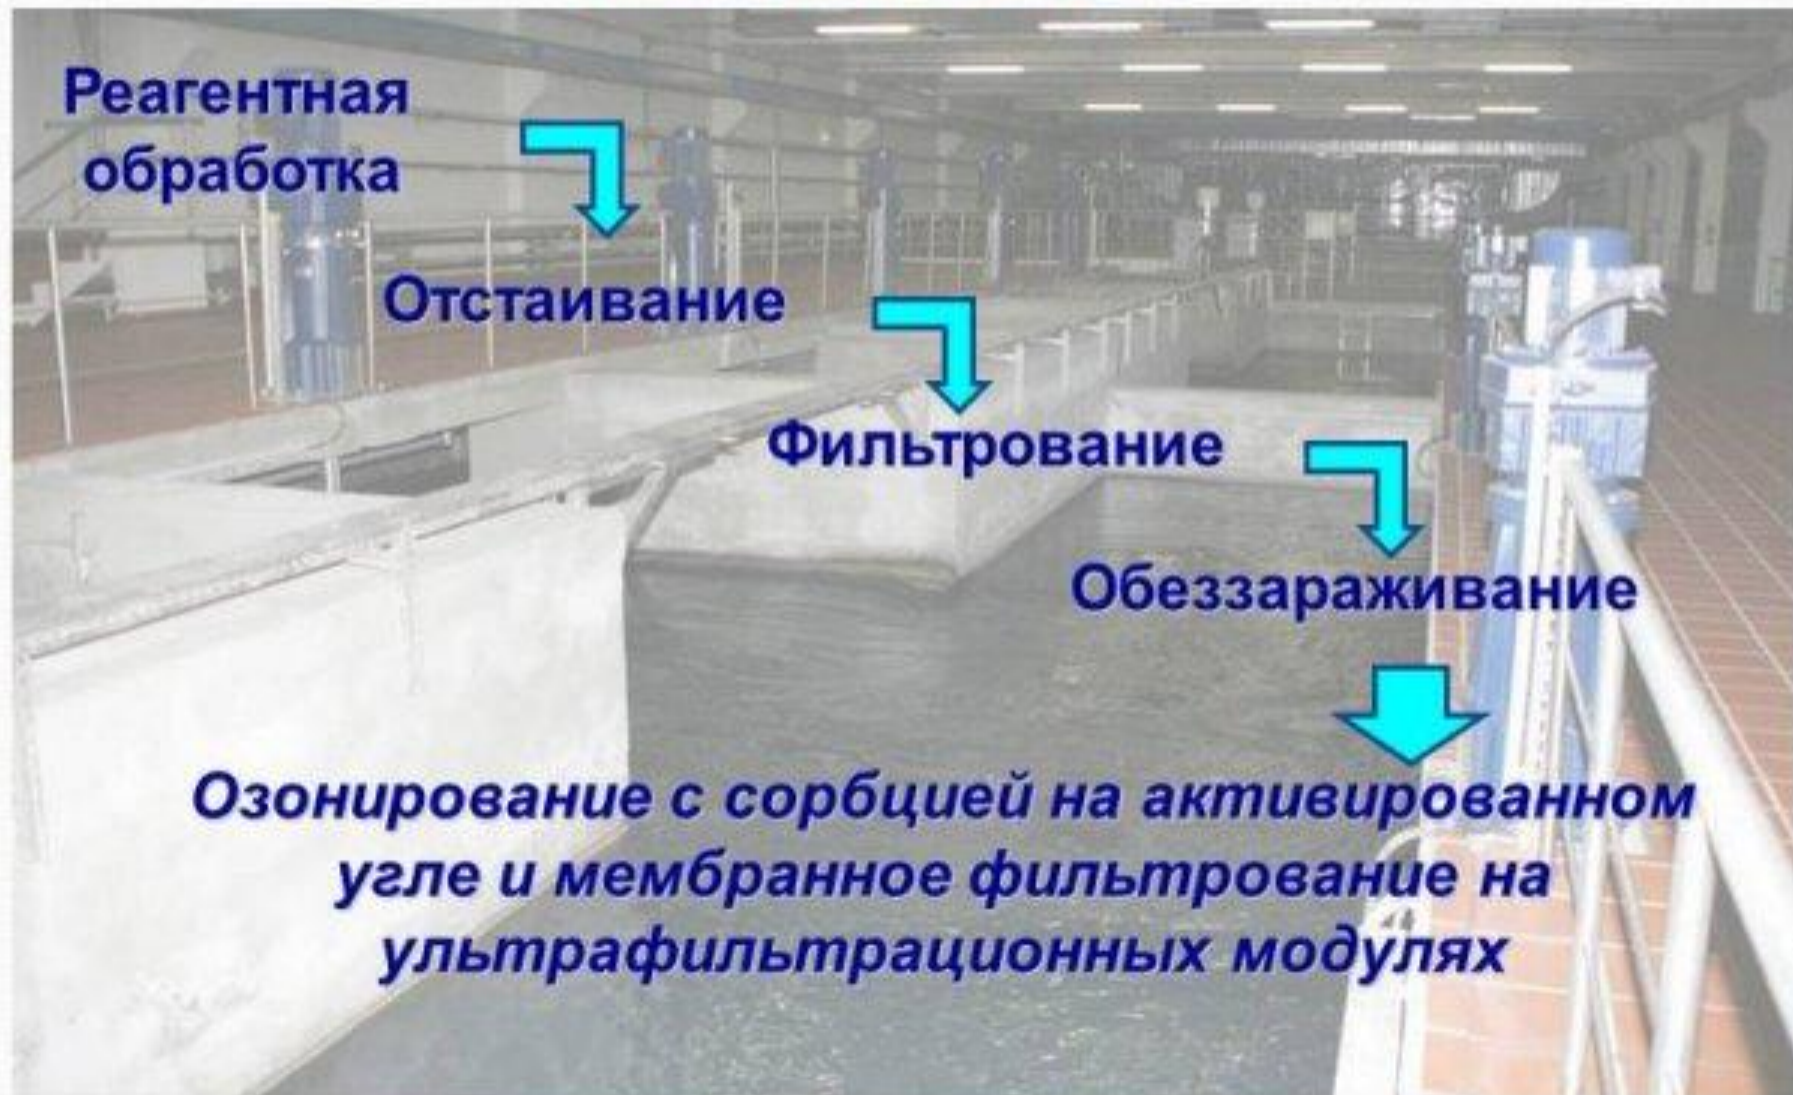 Реагентная
обработка
Отстаивание
Фильтрование
Обеззараживание
Озонирование с сорбцией на активированном
угле и мембранное фильтрование на
ультрафильтрационных модулях